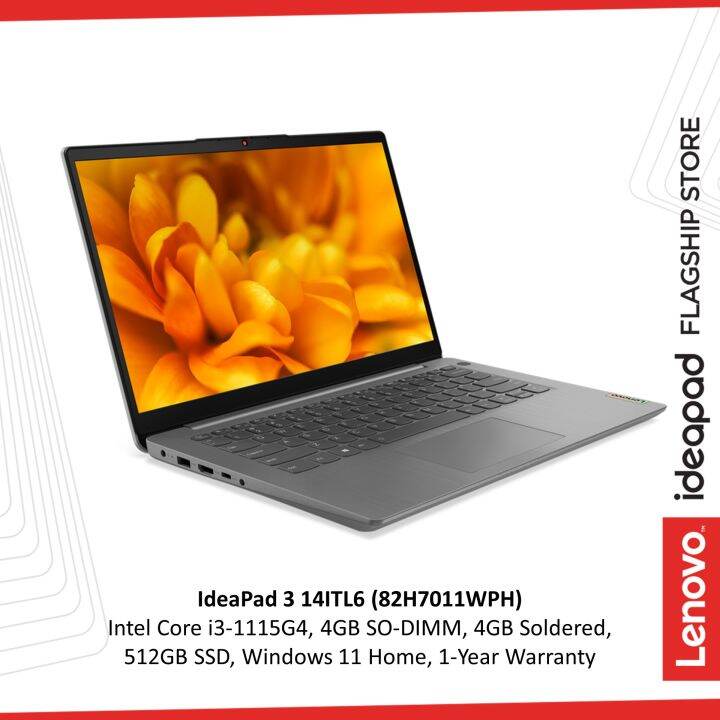 IdeaPad 3 14ITL6 (82H7011WPH)
Intel Core i3-1115G4, 4GB SO-DIMM, 4GB Soldered,
512GB SSD, Windows 11 Home, 1-Year Warranty
Lenovo™
ideapad FLAGSHIP STORE
Lenovo